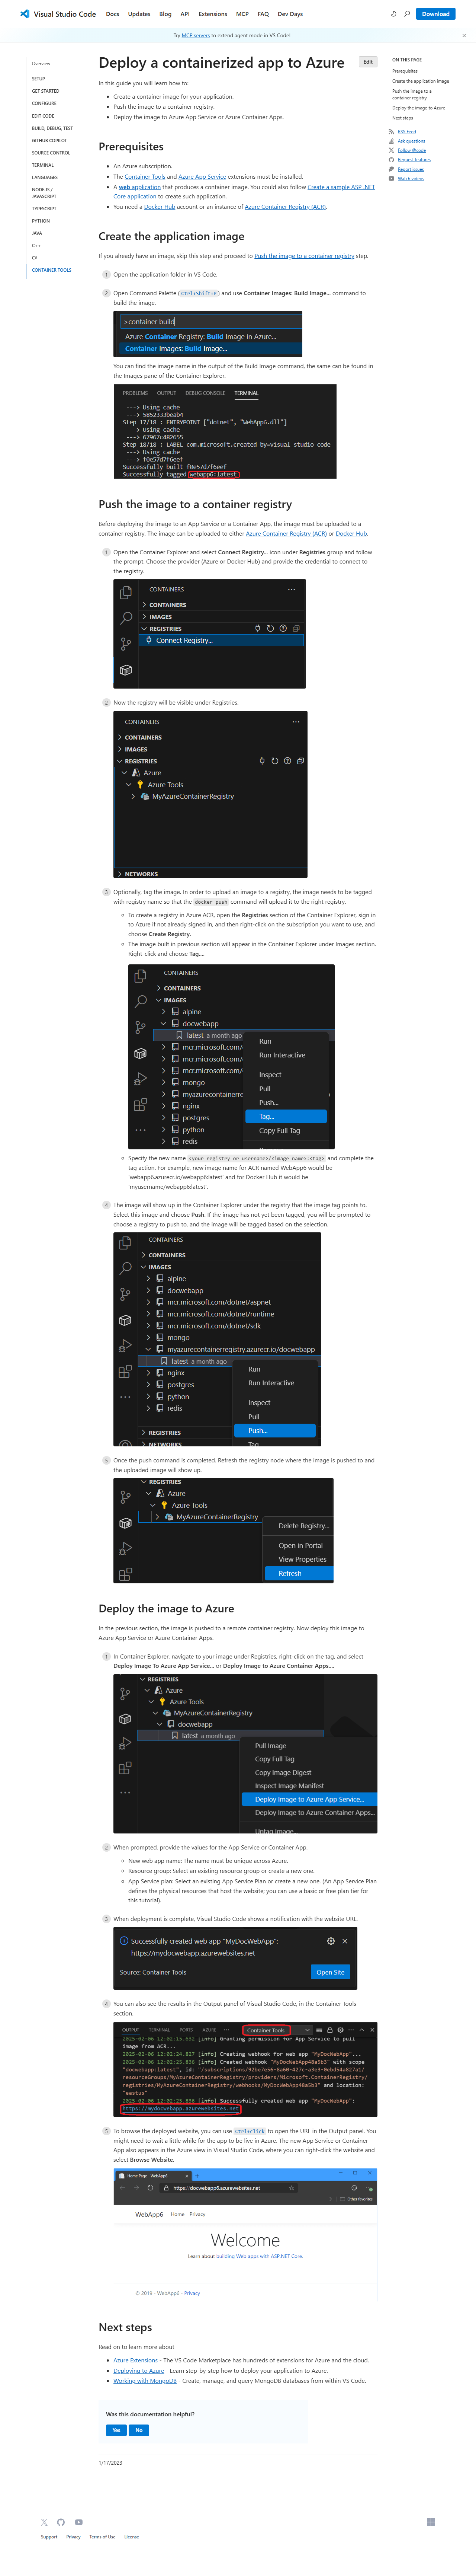 Visual Studio Code
Docs
Updates
Blog
API
Extensions
MCP
FAQ
Dev Days
Download
Try MCP servers to extend agent mode in VS Code!
Overview
SETUP
GET STARTED
CONFIGURE
EDIT CODE
BUILD, DEBUG, TEST
GITHUB COPILOT
SOURCE CONTROL
TERMINAL
LANGUAGES
NODE.JS /
JAVASCRIPT
TYPESCRIPT
PYTHON
JAVA
C++
C#
CONTAINER TOOLS
Deploy a containerized app to Azure
Edit
In this guide you will learn how to:
• Create a container image for your application.
• Push the image to a container registry.
• Deploy the image to Azure App Service or Azure Container Apps.
Prerequisites
• An Azure subscription.
• The Container Tools and Azure App Service extensions must be installed.
• A web application that produces a container image. You could also follow Create a sample ASP .NET
Core application to create such application.
• You need a Docker Hub account or an instance of Azure Container Registry (ACR).
Create the application image
If you already have an image, skip this step and proceed to Push the image to a container registry step.
1 Open the application folder in VS Code.
2 Open Command Palette (Ctrl+Shift+P) and use Container Images: Build Image... command to
build the image.
>container build
Azure Container Registry: Build Image in Azure...
Container Images: Build Image...
You can find the image name in the output of the Build Image command, the same can be found in
the Images pane of the Container Explorer.
PROBLEMS OUTPUT DEBUG CONSOLE TERMINAL
---> Using cache
---> 5852333beab4
Step 17/18 : ENTRYPOINT ["dotnet", "WebApp6.dll"]
---> Using cache
---> 67967c482655
Step 18/18 : LABEL com.microsoft.created-by=visual-studio-code
---> Using cache
---> f0e57d7f6eef
Successfully built f0e57d7f6eef
Successfully tagged webapp6:latest
Push the image to a container registry
Before deploying the image to an App Service or a Container App, the image must be uploaded to a
container registry. The image can be uploaded to either Azure Container Registry (ACR) or Docker Hub.
1 Open the Container Explorer and select Connect Registry... icon under Registries group and follow
the prompt. Choose the provider (Azure or Docker Hub) and provide the credential to connect to
the registry.
CONTAINERS
CONTAINERS
IMAGES
REGISTRIES
Connect Registry...
2 Now the registry will be visible under Registries.
CONTAINERS
CONTAINERS
IMAGES
REGISTRIES
Azure
Azure Tools
MyAzureContainerRegistry
NETWORKS
3 Optionally, tag the image. In order to upload an image to a registry, the image needs to be tagged
with registry name so that the docker push command will upload it to the right registry.
To create a registry in Azure ACR, open the Registries section of the Container Explorer, sign in
to Azure if not already signed in, and then right-click on the subscription you want to use, and
choose Create Registry.
The image built in previous section will appear in the Container Explorer under Images section.
Right-click and choose Tag....
CONTAINERS
CONTAINERS
IMAGES
alpine
docwebapp
latest a month ago
mcr.microsoft.com/
mcr.microsoft.com/
mcr.microsoft.com/
mongo
myazurecontainerre
nginx
postgres
python
redis
Run
Run Interactive
Inspect
Pull
Push...
Tag...
Copy Full Tag
Specify the new name <your registry or username>/<image name>:<tag> and complete the
tag action. For example, new image name for ACR named WebApp6 would be
'webapp6.azurecr.io/webapp6:latest' and for Docker Hub it would be
'myusername/webapp6:latest'.
4 The image will show up in the Container Explorer under the registry that the image tag points to.
Select this image and choose Push. If the image has not yet been tagged, you will be prompted to
choose a registry to push to, and the image will be tagged based on the selection.
CONTAINERS
CONTAINERS
IMAGES
alpine
docwebapp
mcr.microsoft.com/dotnet/aspnet
mcr.microsoft.com/dotnet/runtime
mcr.microsoft.com/dotnet/sdk
mongo
myazurecontainerregistry.azurecr.io/docwebapp
latest a month ago
nginx
postgres
python
redis
REGISTRIES
NETWORKS
Run
Run Interactive
Inspect
Pull
Push...
Tag
5 Once the push command is completed. Refresh the registry node where the image is pushed to and
the uploaded image will show up.
REGISTRIES
Azure
Azure Tools
MyAzureContainerRegistry
Delete Registry...
Open in Portal
View Properties
Refresh
Deploy the image to Azure
In the previous section, the image is pushed to a remote container registry. Now deploy this image to
Azure App Service or Azure Container Apps.
1 In Container Explorer, navigate to your image under Registries, right-click on the tag, and select
Deploy Image To Azure App Service... or Deploy Image to Azure Container Apps....
REGISTRIES
Azure
Azure Tools
MyAzureContainerRegistry
docwebapp
latest a month ago
Pull Image
Copy Full Tag
Copy Image Digest
Inspect Image Manifest
Deploy Image to Azure App Service...
Deploy Image to Azure Container Apps...
Untag Image...
2 When prompted, provide the values for the App Service or Container App.
New web app name: The name must be unique across Azure.
Resource group: Select an existing resource group or create a new one.
App Service plan: Select an existing App Service Plan or create a new one. (An App Service plan
defines the physical resources that host the website; you can use a basic or free plan tier for
this tutorial).
3 When deployment is complete, Visual Studio Code shows a notification with the website URL.
Successfully created web app "MyDocWebApp":
https://mydocwebapp.azurewebsites.net
Source: Container Tools
Open Site
4 You can also see the results in the Output panel of Visual Studio Code, in the Container Tools
section.
OUTPUT TERMINAL PORTS AZURE ··· Container Tools
2025-02-06 12:02:15.632 [info] Granting permission for App Service to pull
image from ACR...
2025-02-06 12:02:24.827 [info] Creating webhook for web app "MyDocWebApp"...
2025-02-06 12:02:35.801 [info] Created webhook "MyDocWebApp48a5b3" with scope
resourceGroups/MyAzureContainerRegistry/providers/Microsoft.ContainerRegistry/
registries/MyAzureContainerRegistry/webhooks/MyDocWebApp48a5b3" and location:
"eastus"
2025-02-06 12:02:35.836 [info] Successfully created web app "MyDocWebApp":
https://mydocwebapp.azurewebsites.net
5 To browse the deployed website, you can use Ctrl+click to open the URL in the Output panel. You
might need to wait a little while for the app to be live in Azure. The new App Service or Container
App also appears in the Azure view in Visual Studio Code, where you can right-click the website and
select Browse Website.
Home Page - WebApp6
https://docwebapp6.azurewebsites.net
Other favorites
WebApp6 Home Privacy
Welcome
Learn about building Web apps with ASP.NET Core.
© 2019 - WebApp6 - Privacy
Next steps
Read on to learn more about
• Azure Extensions - The VS Code Marketplace has hundreds of extensions for Azure and the cloud.
• Deploying to Azure - Learn step-by-step how to deploy your application to Azure.
• Working with MongoDB - Create, manage, and query MongoDB databases from within VS Code.
Was this documentation helpful?
Yes
No
1/17/2023
ON THIS PAGE
Prerequisites
Create the application image
Push the image to a
container registry
Deploy the image to Azure
Next steps
RSS Feed
Ask questions
Follow @code
Request features
Report issues
Watch videos
Support
Privacy
Terms of Use
License